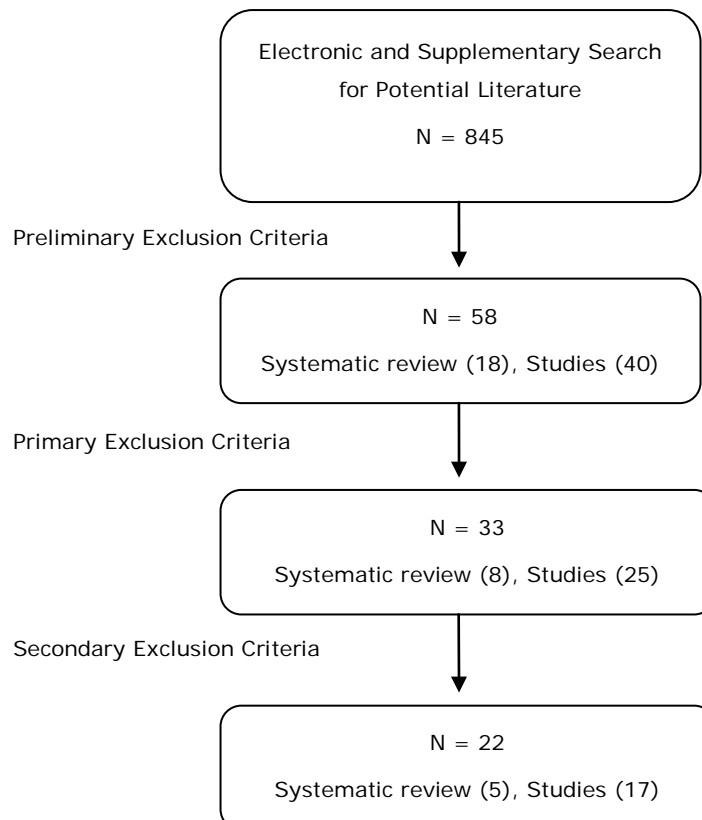 Electronic and Supplementary Search
for Potential Literature
N = 845
Preliminary Exclusion Criteria
N = 58
Systematic review (18), Studies (40)
Primary Exclusion Criteria
N = 33
Systematic review (8), Studies (25)
Secondary Exclusion Criteria
N = 22
Systematic review (5), Studies (17)